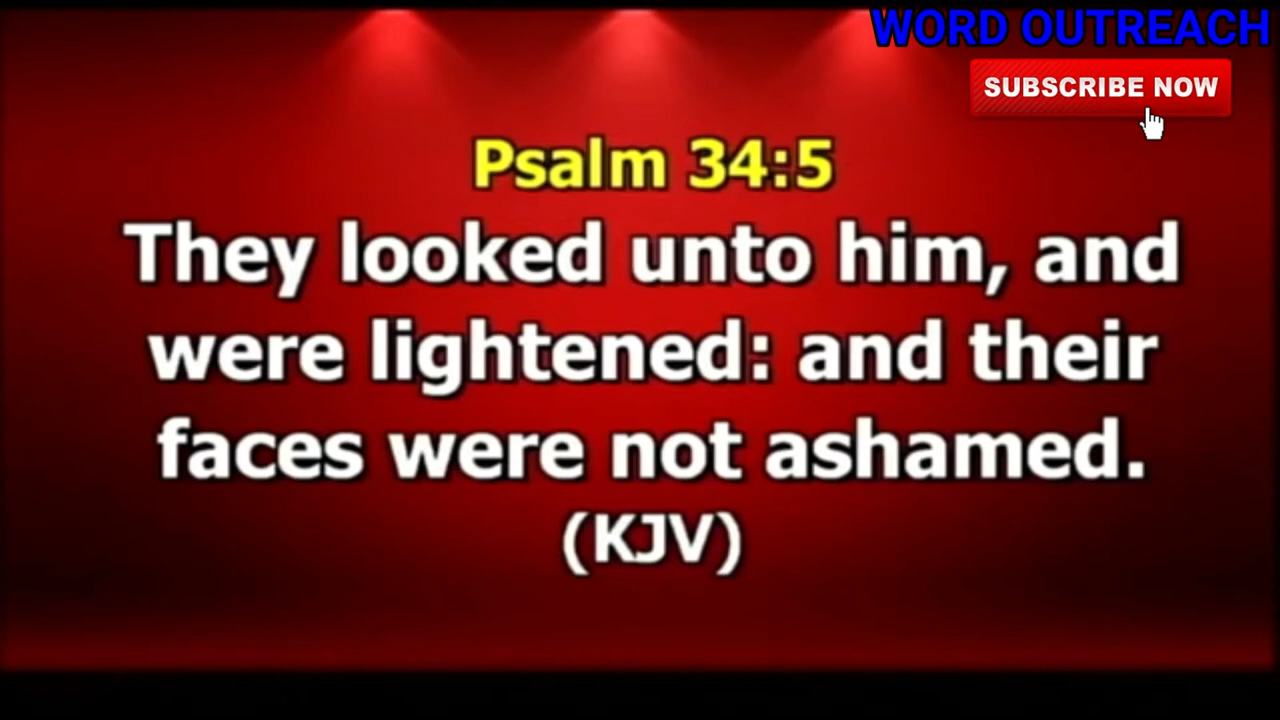 WORD OUTREACH
SUBSCRIBE NOW
Psalm 34:5
They looked unto him, and
were lightened: and their
faces were not ashamed.
(KJV)